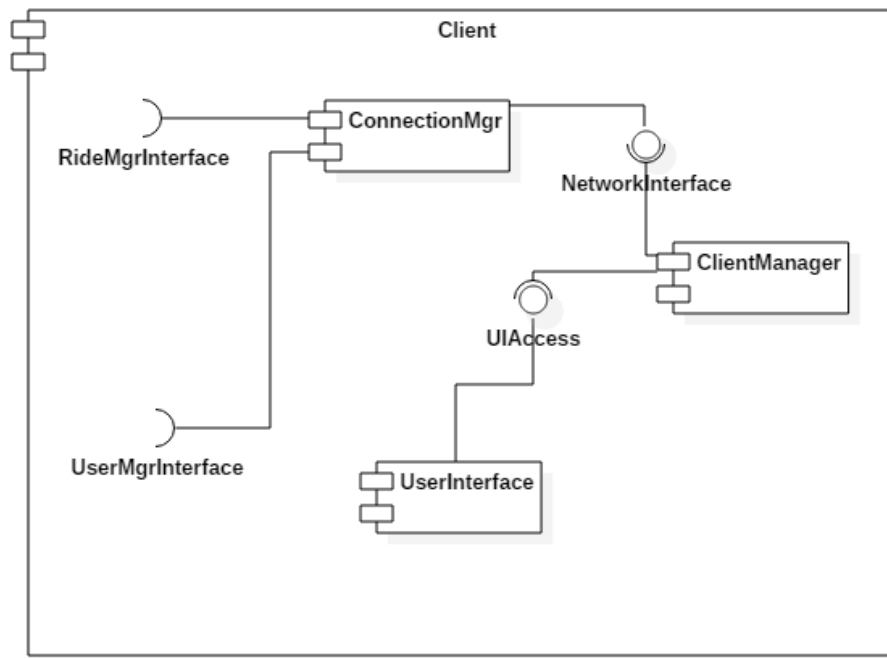 Client
ConnectionMgr
RideMgrInterface
NetworkInterface
ClientManager
UIAccess
UserMgrInterface
UserInterface